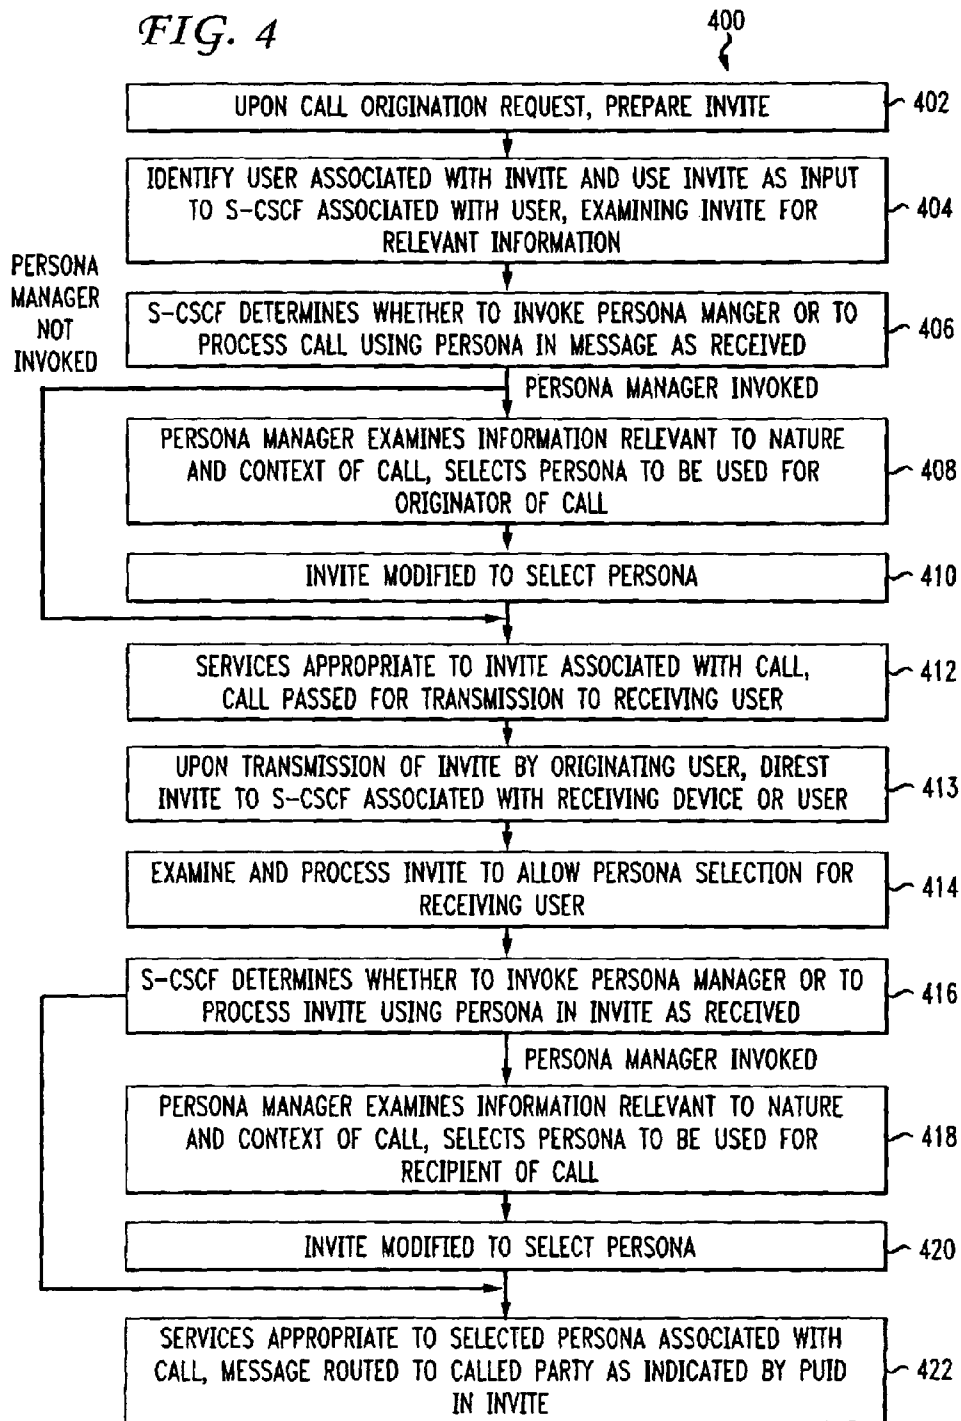 FIG. 4
400
UPON CALL ORIGINATION REQUEST, PREPARE INVITE
402
IDENTIFY USER ASSOCIATED WITH INVITE AND USE INVITE AS INPUT
TO S-CSCF ASSOCIATED WITH USER, EXAMINING INVITE FOR
RELEVANT INFORMATION
404
PERSONA
MANAGER
NOT
INVOKED
S-CSCF DETERMINES WHETHER TO INVOKE PERSONA MANGER OR TO
PROCESS CALL USING PERSONA IN MESSAGE AS RECEIVED
406
PERSONA MANAGER INVOKED
PERSONA MANAGER EXAMINES INFORMATION RELEVANT TO NATURE
AND CONTEXT OF CALL, SELECTS PERSONA TO BE USED FOR
ORIGINATOR OF CALL
408
INVITE MODIFIED TO SELECT PERSONA
410
SERVICES APPROPRIATE TO INVITE ASSOCIATED WITH CALL,
CALL PASSED FOR TRANSMISSION TO RECEIVING USER
412
UPON TRANSMISSION OF INVITE BY ORIGINATING USER, DIREST
INVITE TO S-CSCF ASSOCIATED WITH RECEIVING DEVICE OR USER
413
EXAMINE AND PROCESS INVITE TO ALLOW PERSONA SELECTION FOR
RECEIVING USER
414
S-CSCF DETERMINES WHETHER TO INVOKE PERSONA MANAGER OR TO
PROCESS INVITE USING PERSONA IN INVITE AS RECEIVED
416
PERSONA MANAGER INVOKED
PERSONA MANAGER EXAMINES INFORMATION RELEVANT TO NATURE
AND CONTEXT OF CALL, SELECTS PERSONA TO BE USED FOR
RECIPIENT OF CALL
418
INVITE MODIFIED TO SELECT PERSONA
420
SERVICES APPROPRIATE TO SELECTED PERSONA ASSOCIATED WITH
CALL, MESSAGE ROUTED TO CALLED PARTY AS INDICATED BY PUID
IN INVITE
422